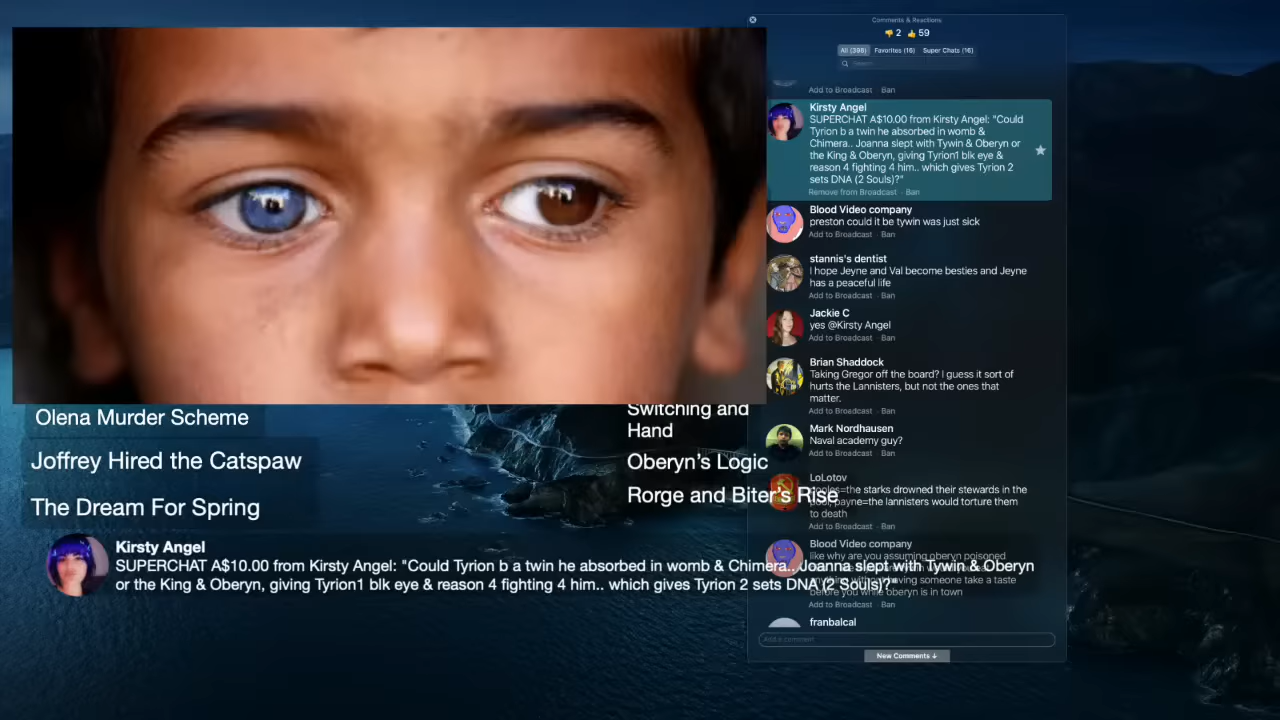 Comments & Reactions
👎 2 👍 59
All (398) Favorites (16) Super Chats (16)
Search
Add to Broadcast · Ban
Kirsty Angel
SUPERCHAT A$10.00 from Kirsty Angel: "Could
Tyrion b a twin he absorbed in womb &
Chimera.. Joanna slept with Tywin & Oberyn or
the King & Oberyn, giving Tyrion1 blk eye &
reason 4 fighting 4 him.. which gives Tyrion 2
sets DNA (2 Souls)?"
Remove from Broadcast · Ban
Blood Video company
preston could it be tywin was just sick
Add to Broadcast · Ban
stannis's dentist
I hope Jeyne and Val become besties and Jeyne
has a peaceful life
Add to Broadcast · Ban
Jackie C
yes @Kirsty Angel
Add to Broadcast · Ban
Brian Shaddock
Taking Gregor off the board? I guess it sort of
hurts the Lannisters, but not the ones that
matter.
Add to Broadcast · Ban
Mark Nordhausen
Naval academy guy?
Add to Broadcast · Ban
LoLotov
=the starks drowned their stewards in the
payne=the lannisters would torture them
to death
Add to Broadcast · Ban
Blood Video company
like why are you assuming oberyn poisoned
without having someone take a taste
before you while oberyn is in town
Add to Broadcast · Ban
franbalcal
Add a comment
New Comments ↓
Olena Murder Scheme
Joffrey Hired the Catspaw
The Dream For Spring
Switching and
Hand
Oberyn's Logic
Rorge and Biter's Rise
Kirsty Angel
SUPERCHAT A$10.00 from Kirsty Angel: "Could Tyrion b a twin he absorbed in womb & Chimera.. Joanna slept with Tywin & Oberyn
or the King & Oberyn, giving Tyrion1 blk eye & reason 4 fighting 4 him.. which gives Tyrion 2 sets DNA (2 Souls)?"